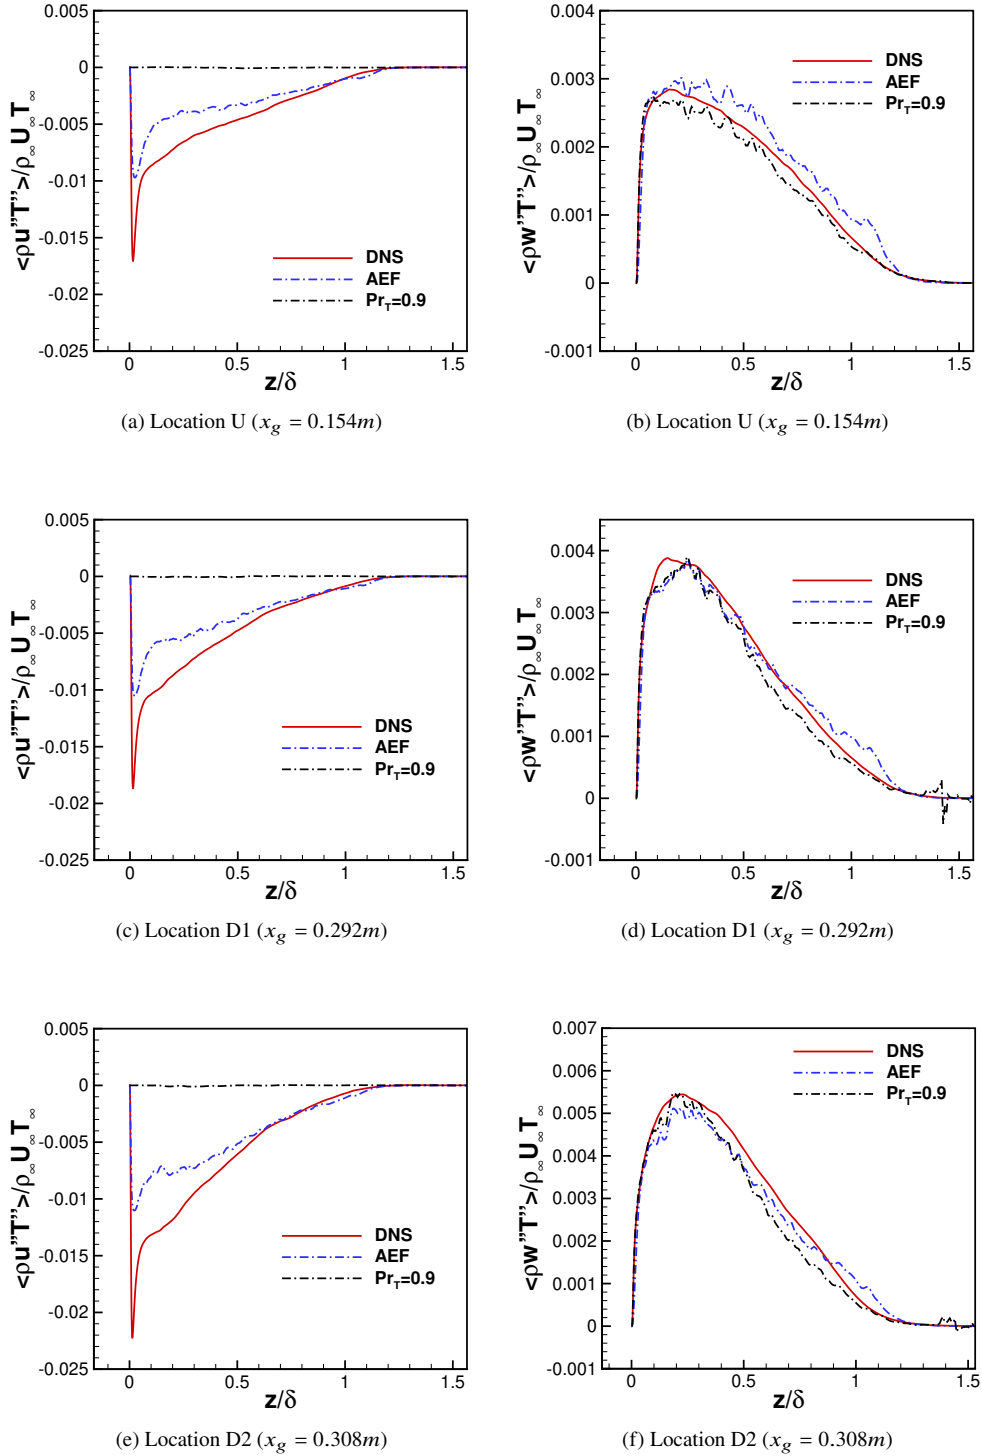 0.005
0
-0.005
-0.01
-0.015
-0.02
-0.025
<ρu”T”>/ρ∞U∞T∞
DNS
AEF
PrT=0.9
0 0.5 1 1.5
z/δ
(a) Location U (xg = 0.154m)
0.004
0.003
0.002
0.001
0
-0.001
<ρw”T”>/ρ∞U∞T∞
DNS
AEF
PrT=0.9
0 0.5 1 1.5
z/δ
(b) Location U (xg = 0.154m)
0.005
0
-0.005
-0.01
-0.015
-0.02
-0.025
<ρu”T”>/ρ∞U∞T∞
DNS
AEF
PrT=0.9
0 0.5 1 1.5
z/δ
(c) Location D1 (xg = 0.292m)
0.004
0.003
0.002
0.001
0
-0.001
<ρw”T”>/ρ∞U∞T∞
DNS
AEF
PrT=0.9
0 0.5 1 1.5
z/δ
(d) Location D1 (xg = 0.292m)
0.005
0
-0.005
-0.01
-0.015
-0.02
-0.025
<ρu”T”>/ρ∞U∞T∞
DNS
AEF
PrT=0.9
0 0.5 1 1.5
z/δ
(e) Location D2 (xg = 0.308m)
0.007
0.006
0.005
0.004
0.003
0.002
0.001
0
-0.001
<ρw”T”>/ρ∞U∞T∞
DNS
AEF
PrT=0.9
0 0.5 1 1.5
z/δ
(f) Location D2 (xg = 0.308m)